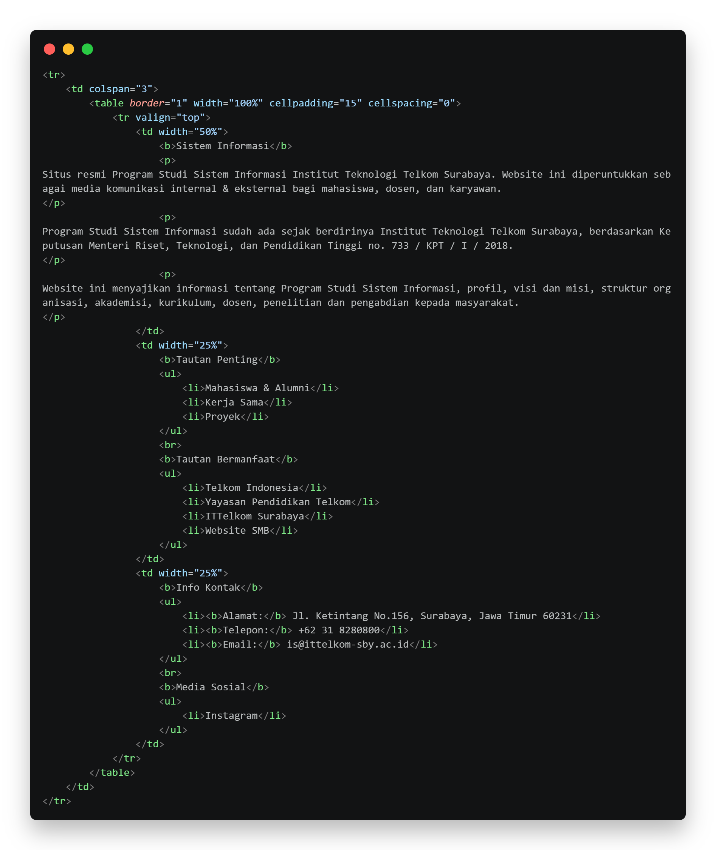 <tr>
    <td colspan="3">
        <table border="1" width="100%" cellpadding="15" cellspacing="0">
            <tr valign="top">
                <td width="50%">
                    <b>Sistem Informasi</b>
                    <p>
Situs resmi Program Studi Sistem Informasi Institut Teknologi Telkom Surabaya. Website ini diperuntukkan seb
agai media komunikasi internal & eksternal bagi mahasiswa, dosen, dan karyawan.
</p>
                    <p>
Program Studi Sistem Informasi sudah ada sejak berdirinya Institut Teknologi Telkom Surabaya, berdasarkan Ke
putusan Menteri Riset, Teknologi, dan Pendidikan Tinggi no. 733 / KPT / I / 2018.
</p>
                    <p>
Website ini menyajikan informasi tentang Program Studi Sistem Informasi, profil, visi dan misi, struktur org
anisasi, akademisi, kurikulum, dosen, penelitian dan pengabdian kepada masyarakat.
</p>
                </td>
                <td width="25%">
                    <b>Tautan Penting</b>
                    <ul>
                        <li>Mahasiswa & Alumni</li>
                        <li>Kerja Sama</li>
                        <li>Proyek</li>
                    </ul>
                    <br>
                    <b>Tautan Bermanfaat</b>
                    <ul>
                        <li>Telkom Indonesia</li>
                        <li>Yayasan Pendidikan Telkom</li>
                        <li>ITTelkom Surabaya</li>
                        <li>Website SMB</li>
                    </ul>
                </td>
                <td width="25%">
                    <b>Info Kontak</b>
                    <ul>
                        <li><b>Alamat:</b> Jl. Ketintang No.156, Surabaya, Jawa Timur 60231</li>
                        <li><b>Telepon:</b> +62 31 8280800</li>
                        <li><b>Email:</b> is@ittelkom-sby.ac.id</li>
                    </ul>
                    <br>
                    <b>Media Sosial</b>
                    <ul>
                        <li>Instagram</li>
                    </ul>
                </td>
            </tr>
        </table>
    </td>
</tr>